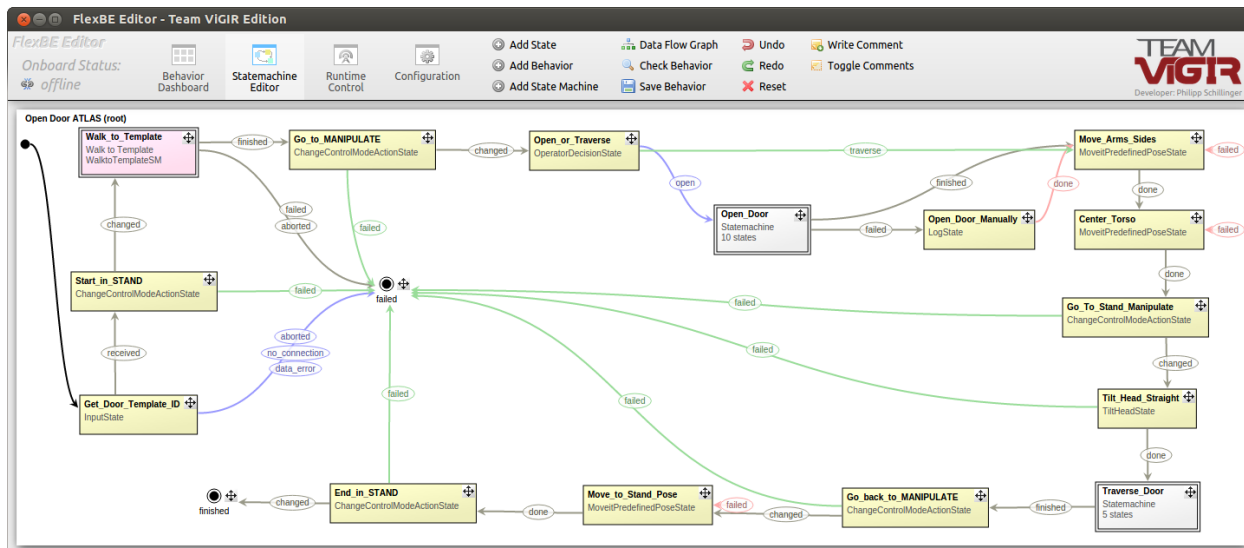 FlexBE Editor - Team ViGIR Edition
FlexBE Editor
Onboard Status:
offline
Behavior
Dashboard
Statemachine
Editor
Runtime
Control
Configuration
Add State
Add Behavior
Add State Machine
Data Flow Graph
Check Behavior
Save Behavior
Undo
Redo
Reset
Write Comment
Toggle Comments
TEAM
ViGIR
Developer: Philipp Schillinger
Open Door ATLAS (root)
Walk_to_Template
Walk to Template
WalktoTemplateSM
finished
Go_to_MANIPULATE
ChangeControlModeActionState
changed
Open_or_Traverse
OperatorDecisionState
traverse
Move_Arms_Sides
MoveitPredefinedPoseState
failed
open
finished
done
done
failed
aborted
changed
failed
Open_Door
Statemachine
10 states
failed
Open_Door_Manually
LogState
Center_Torso
MoveitPredefinedPoseState
failed
done
Start_in_STAND
ChangeControlModeActionState
failed
failed
failed
Go_To_Stand_Manipulate
ChangeControlModeActionState
aborted
no_connection
data_error
received
failed
changed
Get_Door_Template_ID
InputState
failed
failed
Tilt_Head_Straight
TiltHeadState
done
finished
changed
End_in_STAND
ChangeControlModeActionState
done
Move_to_Stand_Pose
MoveitPredefinedPoseState
failed
changed
Go_back_to_MANIPULATE
ChangeControlModeActionState
finished
Traverse_Door
Statemachine
5 states